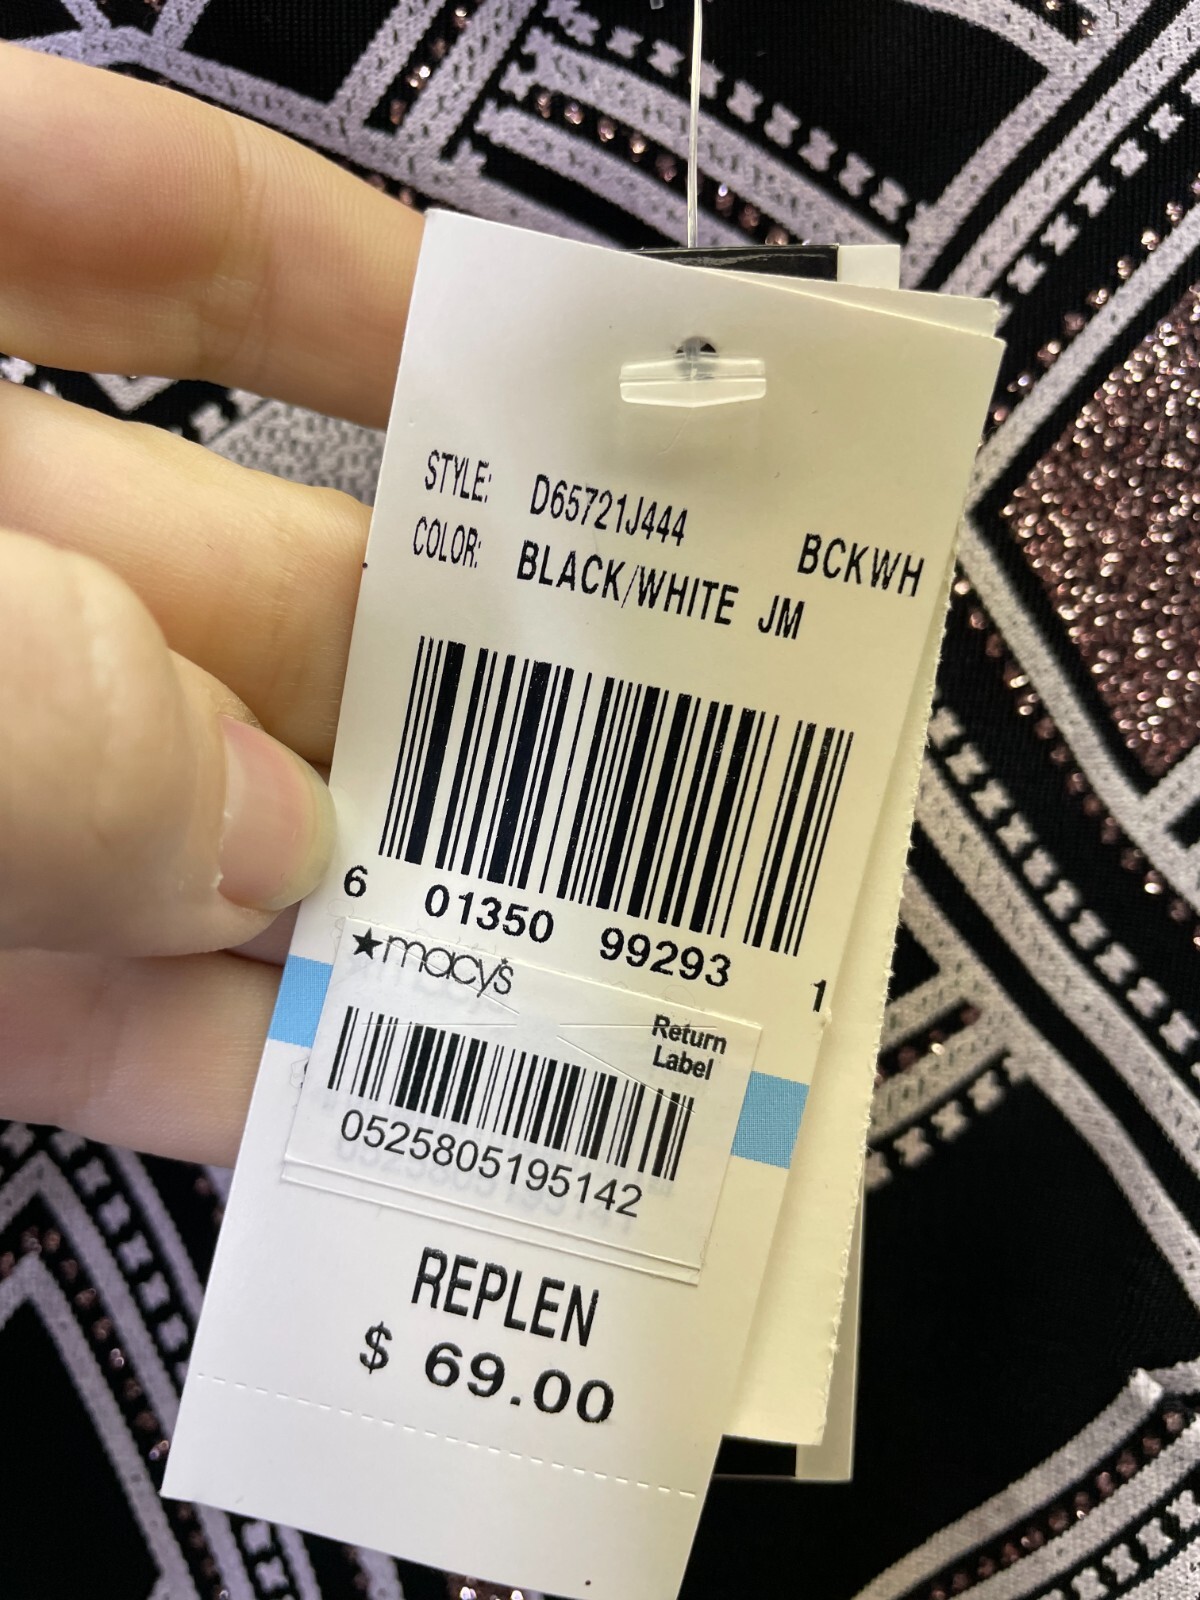 STYLE: D65721J444 BCKWH
COLOR: BLACK/WHITE JM
6 01350 99293 1
★macy's
Return
Label
0525805195142
REPLEN
$ 69.00